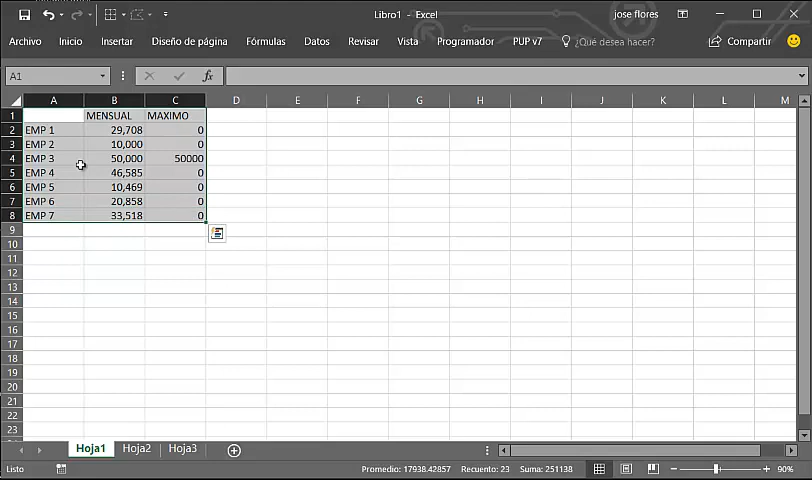 Libro1 - Excel
jose flores
Archivo Inicio Insertar Diseño de página Fórmulas Datos Revisar Vista Programador PUP v7 ¿Qué desea hacer? Compartir
A1 fx
A B C D E F G H I J K L M
1 MENSUAL MAXIMO
2 EMP 1 29,708 0
3 EMP 2 10,000 0
4 EMP 3 50,000 50000
5 EMP 4 46,585 0
6 EMP 5 10,469 0
7 EMP 6 20,858 0
8 EMP 7 33,518 0
9
10
11
12
13
14
15
16
17
18
19
20
21
22
23
Hoja1 Hoja2 Hoja3
Listo Promedio: 17938.42857 Recuento: 23 Suma: 251138 90%